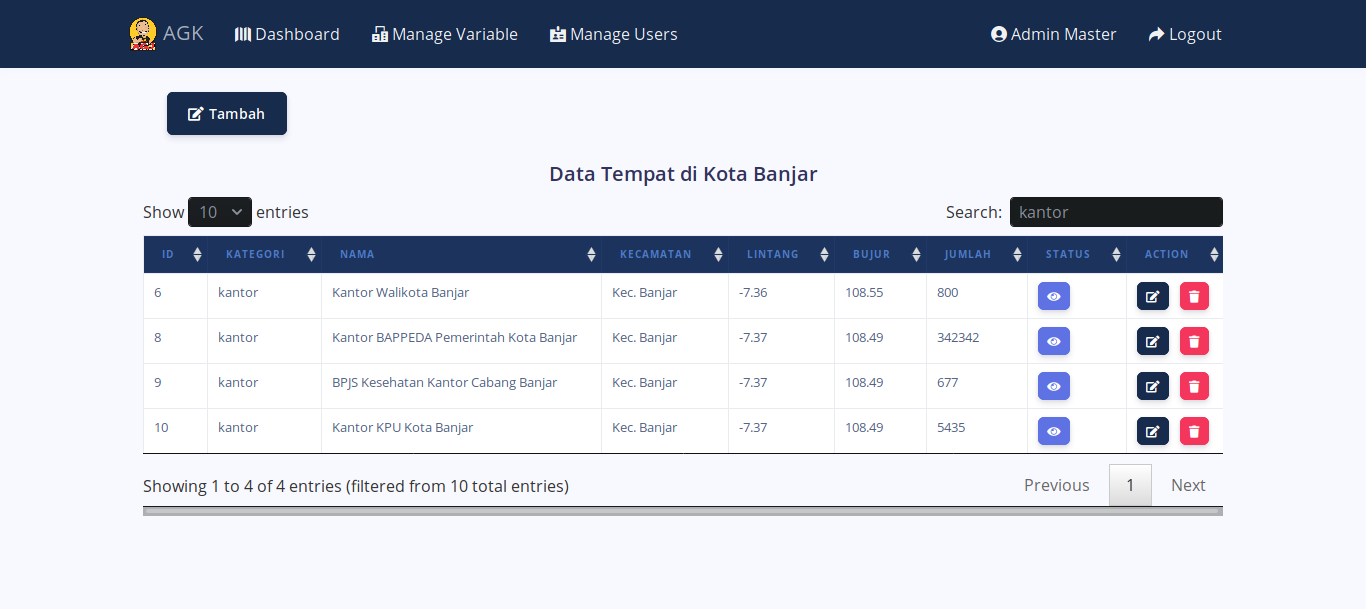 AGK Dashboard Manage Variable Manage Users Admin Master Logout
Tambah
Data Tempat di Kota Banjar
Show 10 entries Search: kantor
ID KATEGORI NAMA KECAMATAN LINTANG BUJUR JUMLAH STATUS ACTION
6 kantor Kantor Walikota Banjar Kec. Banjar -7.36 108.55 800
8 kantor Kantor BAPPEDA Pemerintah Kota Banjar Kec. Banjar -7.37 108.49 342342
9 kantor BPJS Kesehatan Kantor Cabang Banjar Kec. Banjar -7.37 108.49 677
10 kantor Kantor KPU Kota Banjar Kec. Banjar -7.37 108.49 5435
Showing 1 to 4 of 4 entries (filtered from 10 total entries) Previous 1 Next